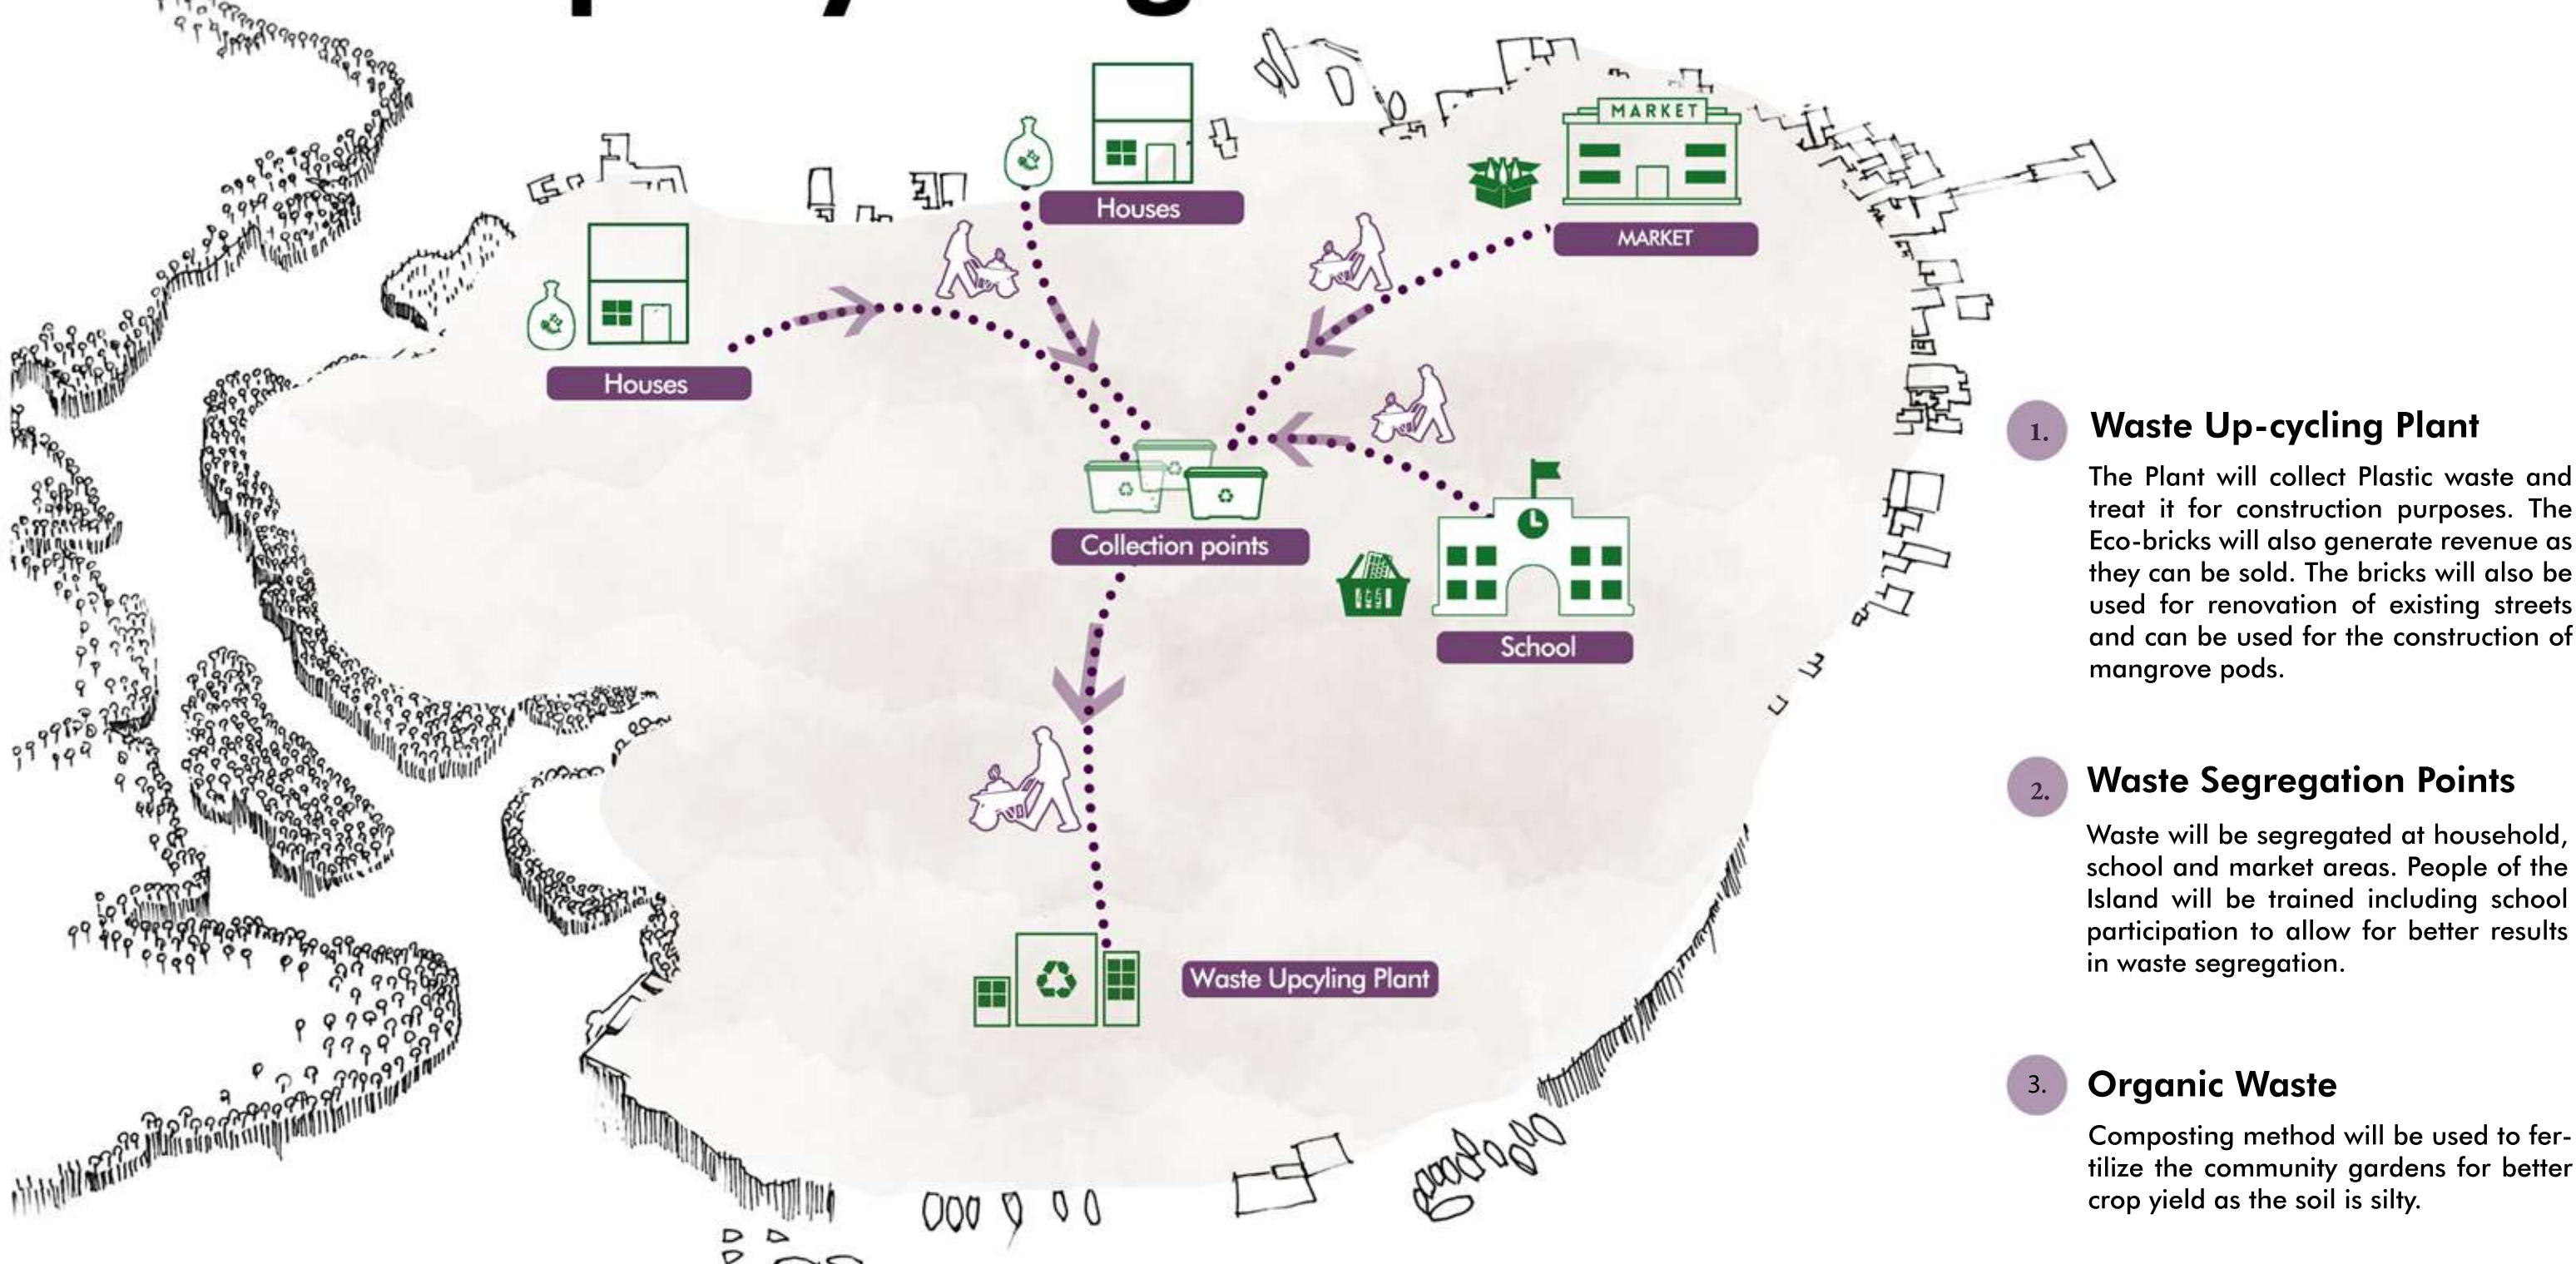 MARKET
Houses
MARKET
Houses
Collection points
School
Waste Upcyling Plant
1.
Waste Up-cycling Plant
The Plant will collect Plastic waste and
treat it for construction purposes. The
Eco-bricks will also generate revenue as
they can be sold. The bricks will also be
used for renovation of existing streets
and can be used for the construction of
mangrove pods.
2.
Waste Segregation Points
Waste will be segregated at household,
school and market areas. People of the
Island will be trained including school
participation to allow for better results
in waste segregation.
3.
Organic Waste
Composting method will be used to fer-
tilize the community gardens for better
crop yield as the soil is silty.